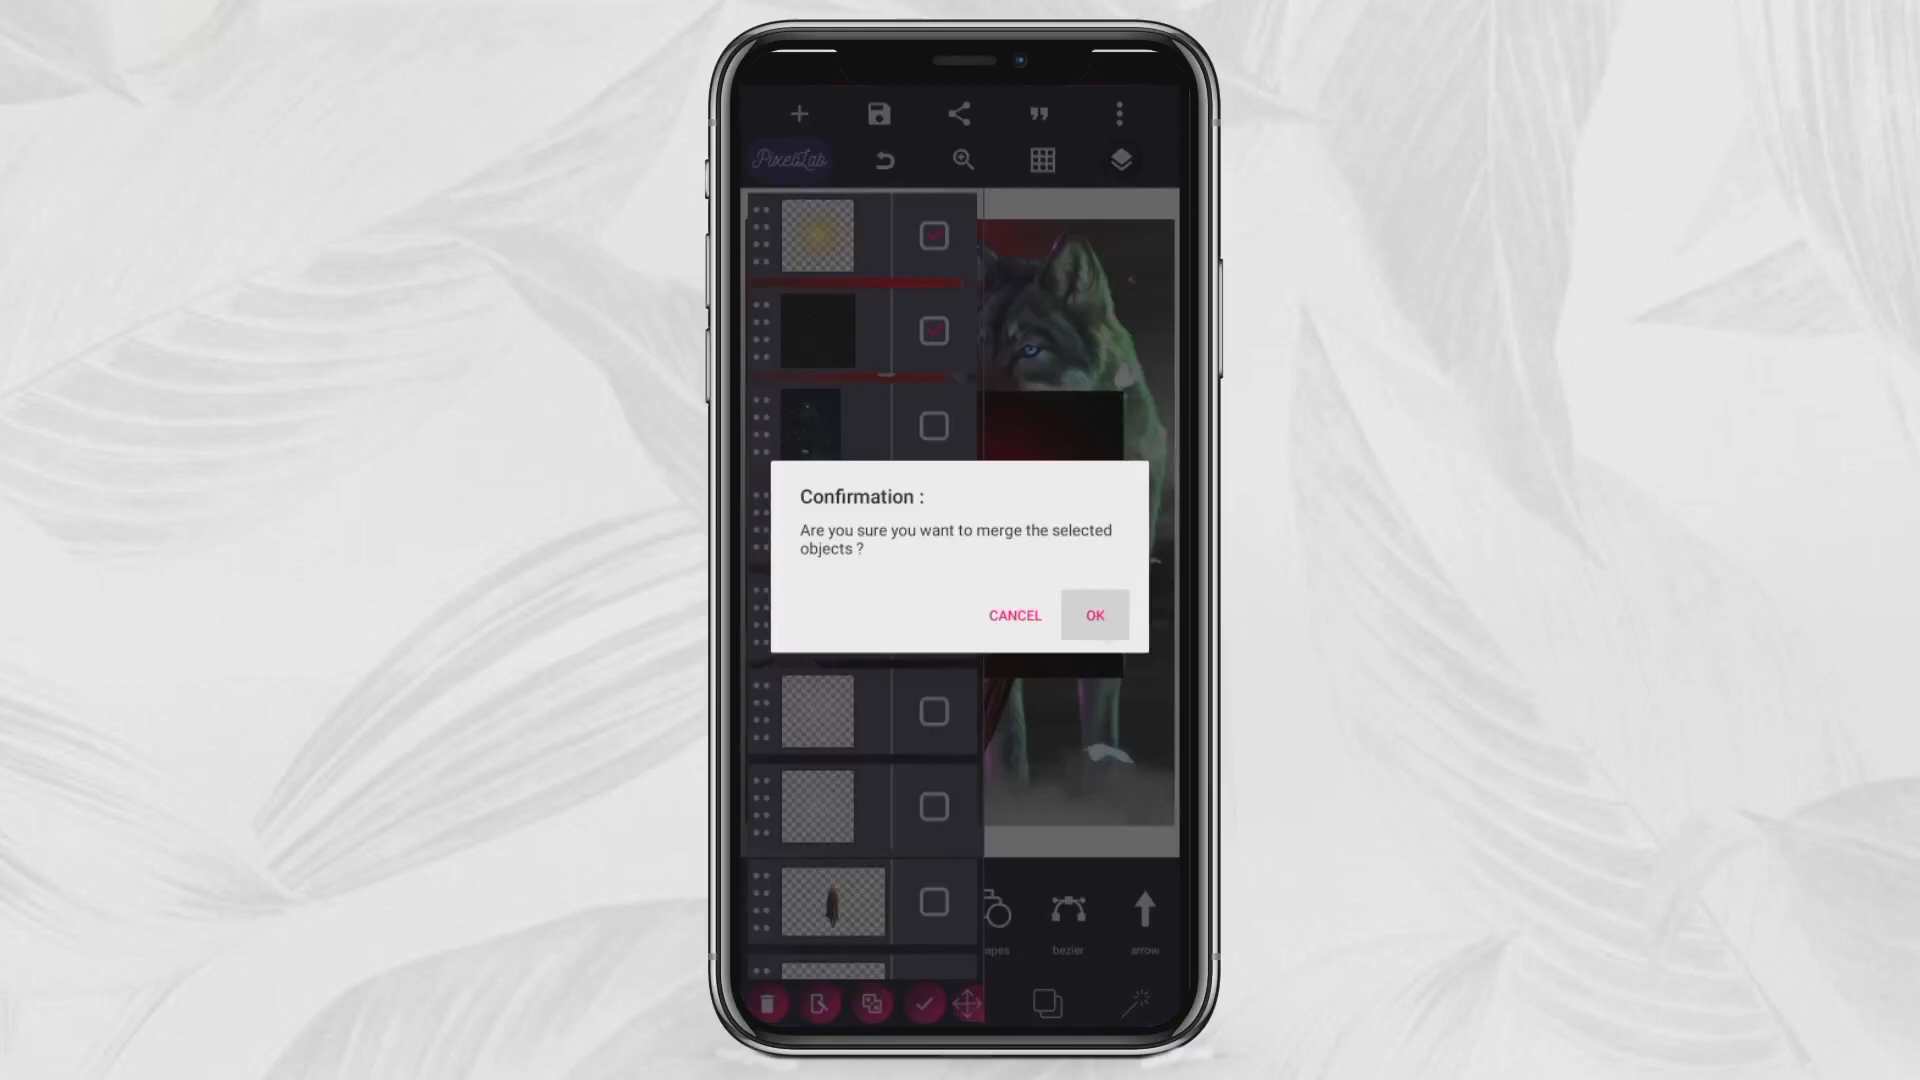 PixelLab
Confirmation :
Are you sure you want to merge the selected
objects ?
CANCEL
OK
apes
bezier
arrow